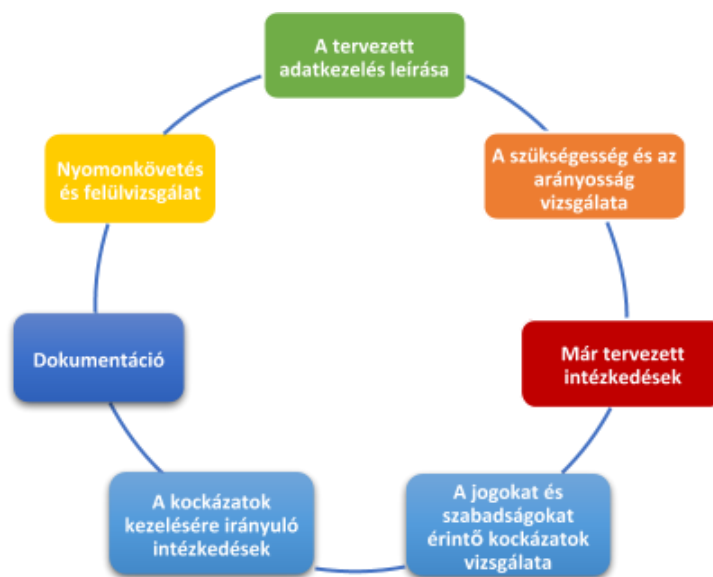 A tervezett
adatkezelés leírása
A szükségesség és az
arányosság
vizsgálata
Már tervezett
intézkedések
A jogokat és
szabadságokat
érintő kockázatok
vizsgálata
A kockázatok
kezelésére irányuló
intézkedések
Dokumentáció
Nyomonkövetés
és felülvizsgálat